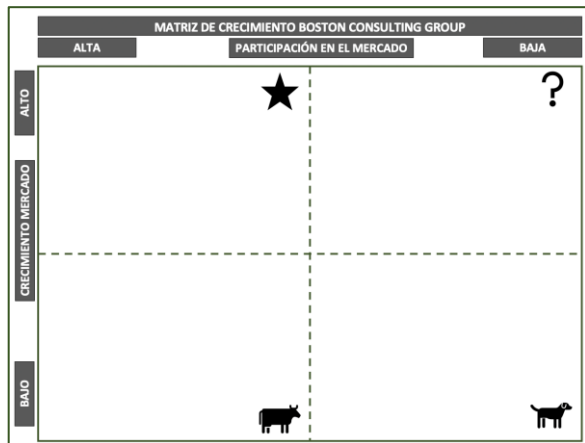 MATRIZ DE CRECIMIENTO BOSTON CONSULTING GROUP
ALTA
PARTICIPACIÓN EN EL MERCADO
BAJA
ALTO
?
CRECIMIENTO MERCADO
BAJO